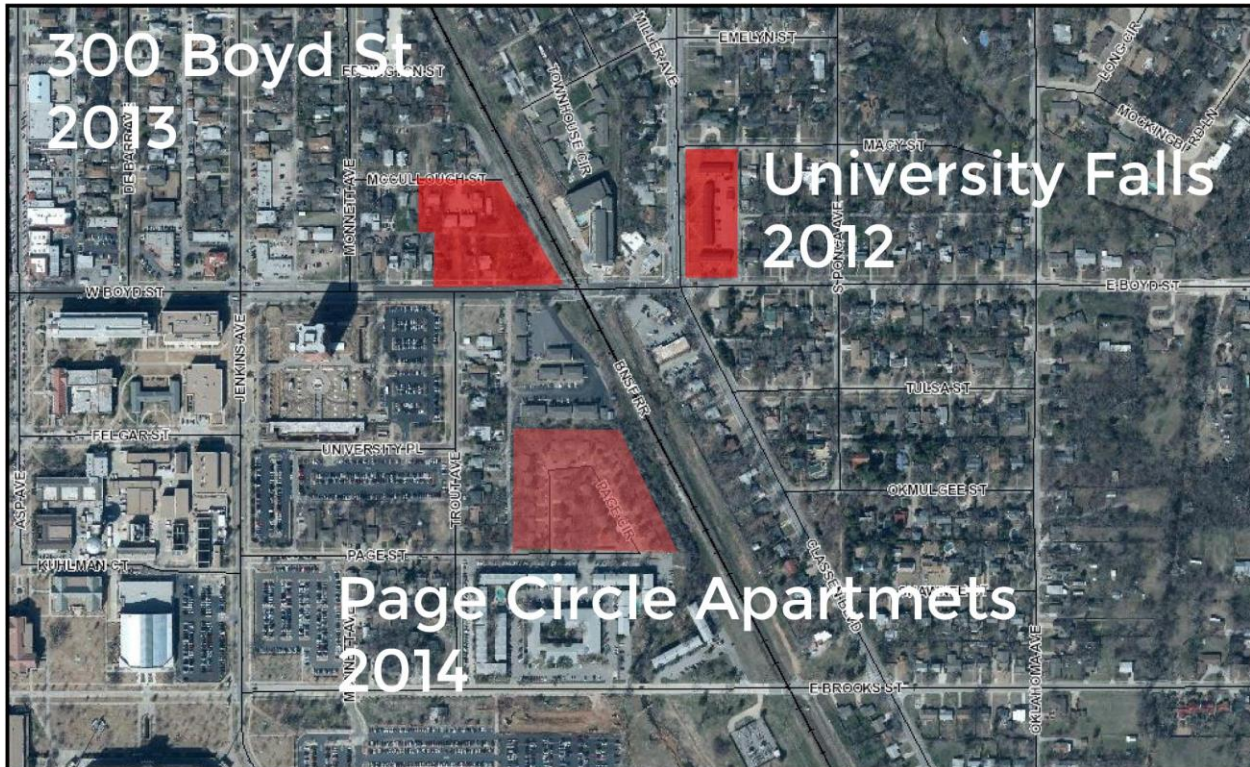 300 Boyd St
2013
University Falls
2012
Page Circle Apartmets
2014
EMELYN ST
LONG CIR
MILLER AVE
TOWNHOUSE CIR
DE BARR AVE
MONNETT AVE
MACY ST
MCCULLOUGH ST
S PONCA AVE
W BOYD ST
E BOYD ST
JENKINS AVE
BNSF RR
TULSA ST
FELGAR ST
UNIVERSITY PL
TROUT AVE
ASP AVE
PAGE CIR
OKMULGEE ST
PAGE ST
KUHLMAN CT
OKLAHOMA AVE
E BROOKS ST